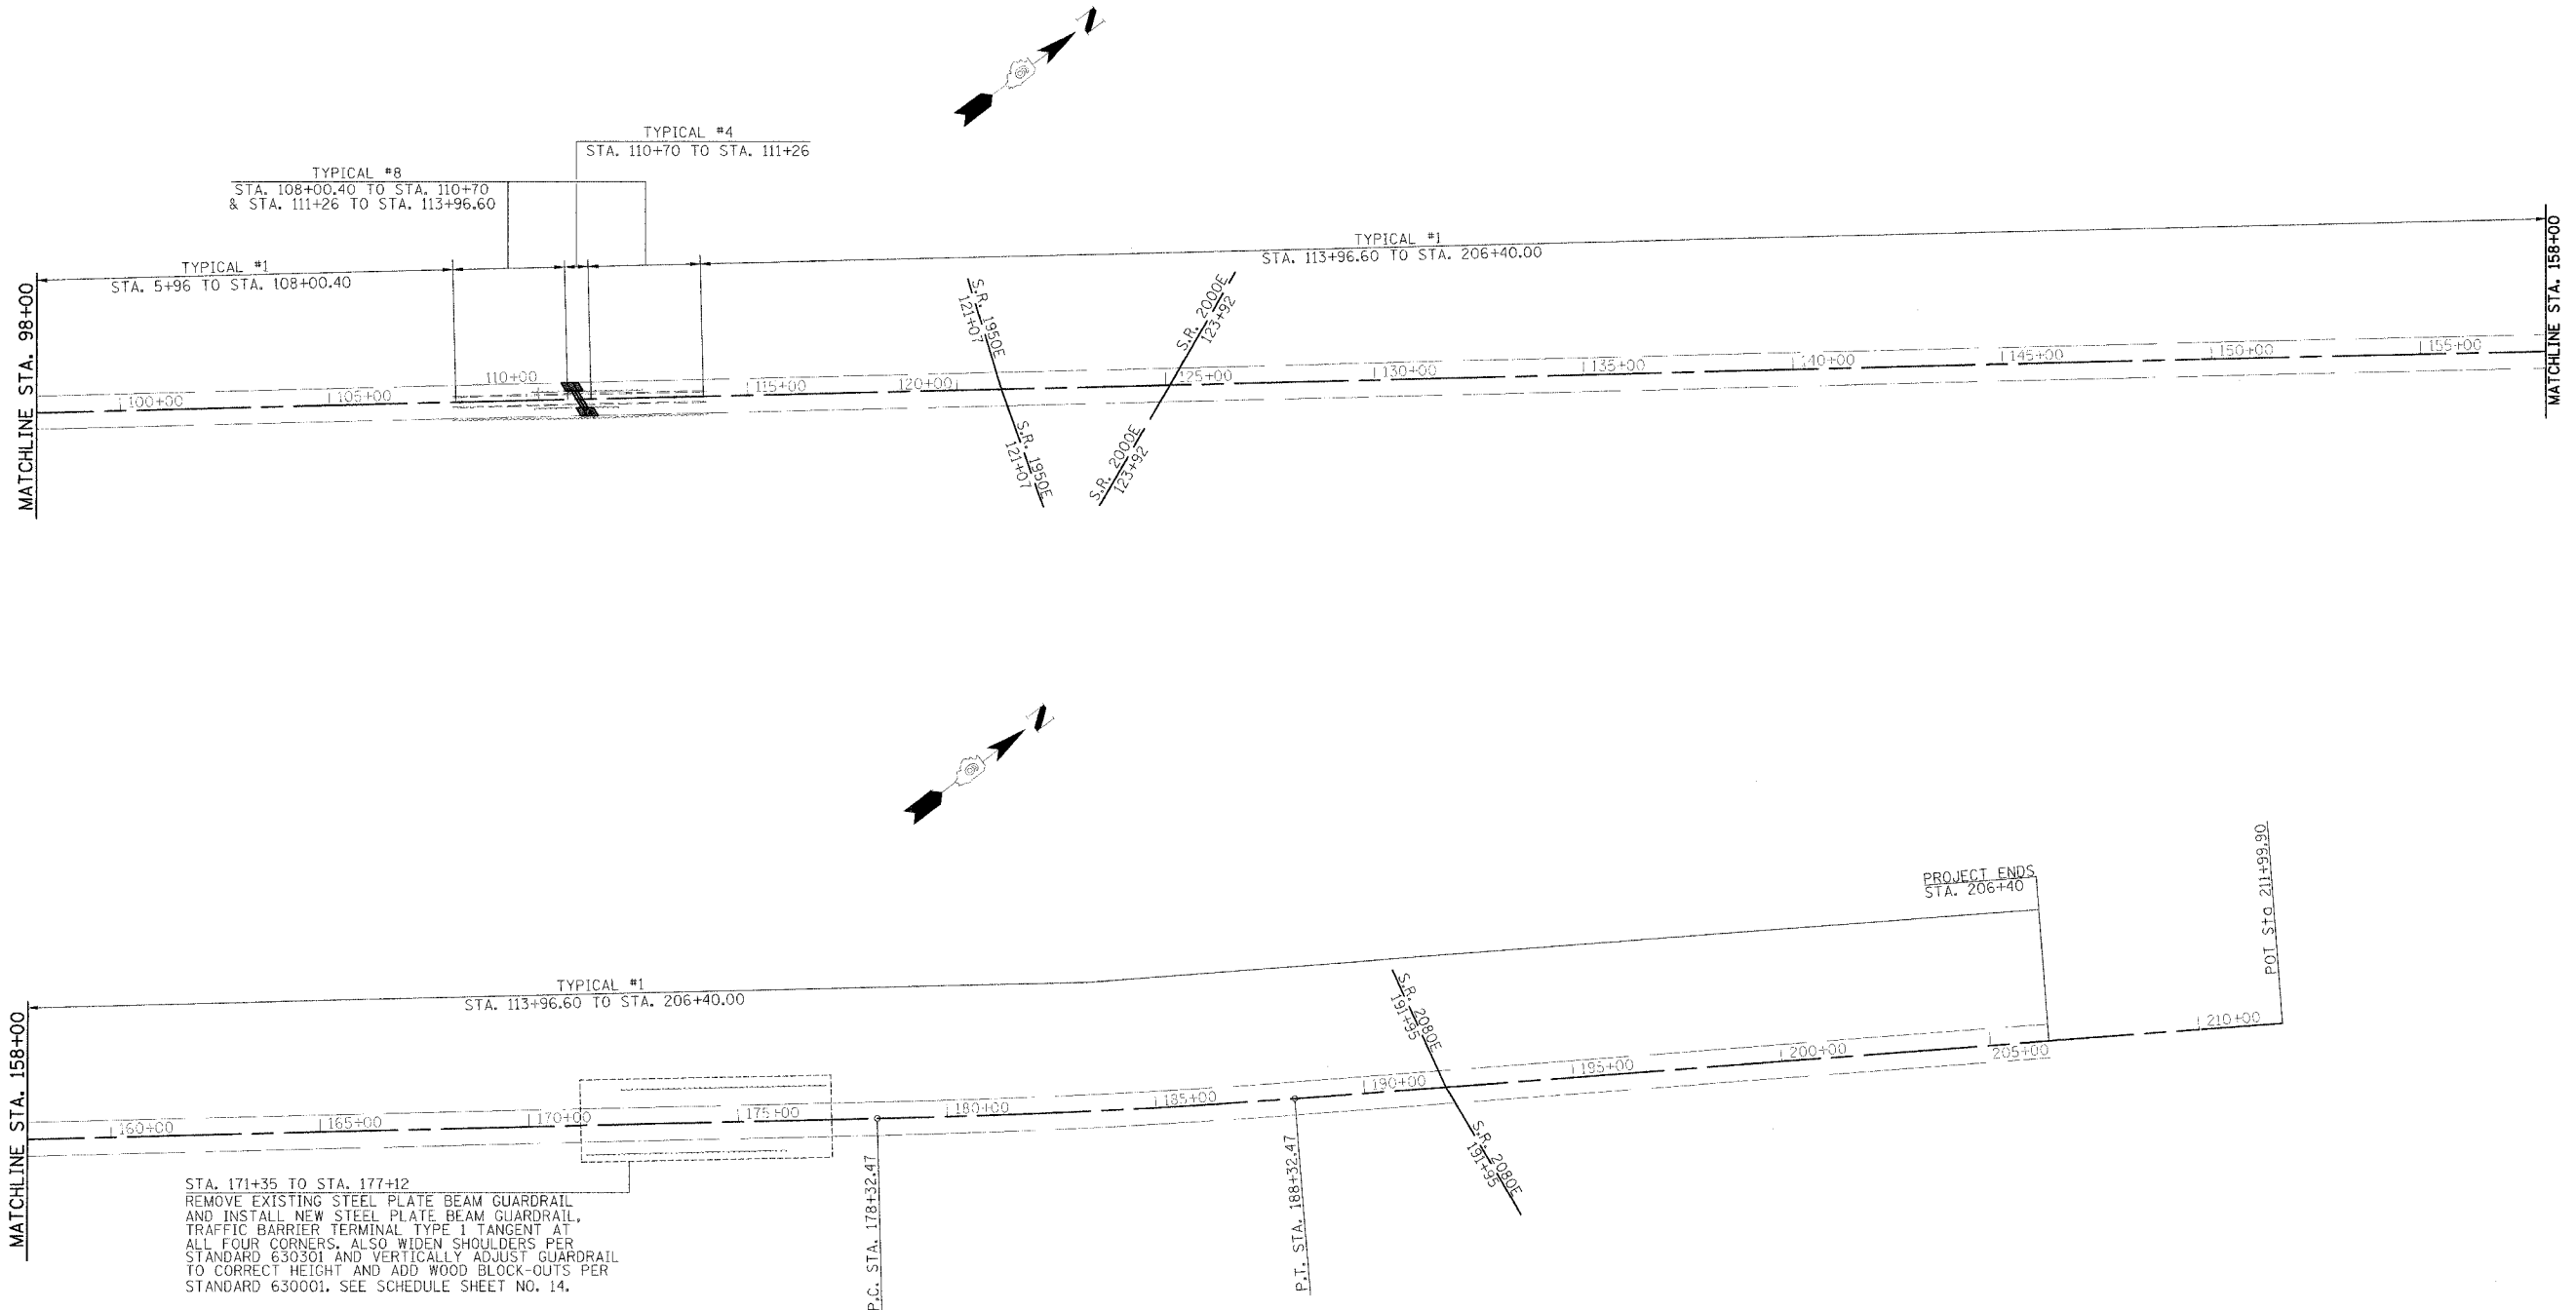 N
TYPICAL #4
STA. 110+70 TO STA. 111+26
TYPICAL #8
STA. 108+00.40 TO STA. 110+70
& STA. 111+26 TO STA. 113+96.60
TYPICAL #1
STA. 5+96 TO STA. 108+00.40
TYPICAL #1
STA. 113+96.60 TO STA. 206+40.00
MATCHLINE STA. 98+00
MATCHLINE STA. 158+00
S.R. 1950E
121+07
S.R. 2000E
123+92
100+00
105+00
110+00
115+00
120+00
125+00
130+00
135+00
140+00
145+00
150+00
155+00
S.R. 1950E
121+07
S.R. 2000E
123+92
N
PROJECT ENDS
STA. 206+40
POT Sta 211+99.90
TYPICAL #1
STA. 113+96.60 TO STA. 206+40.00
MATCHLINE STA. 158+00
S.R. 2080E
191+95
160+00
165+00
170+00
175+00
180+00
185+00
190+00
195+00
200+00
205+00
210+00
S.R. 2080E
191+95
P.C. STA. 178+32.47
P.T. STA. 188+32.47
STA. 171+35 TO STA. 177+12
REMOVE EXISTING STEEL PLATE BEAM GUARDRAIL
AND INSTALL NEW STEEL PLATE BEAM GUARDRAIL,
TRAFFIC BARRIER TERMINAL TYPE 1 TANGENT AT
ALL FOUR CORNERS. ALSO WIDEN SHOULDERS PER
STANDARD 630301 AND VERTICALLY ADJUST GUARDRAIL
TO CORRECT HEIGHT AND ADD WOOD BLOCK-OUTS PER
STANDARD 630001. SEE SCHEDULE SHEET NO. 14.